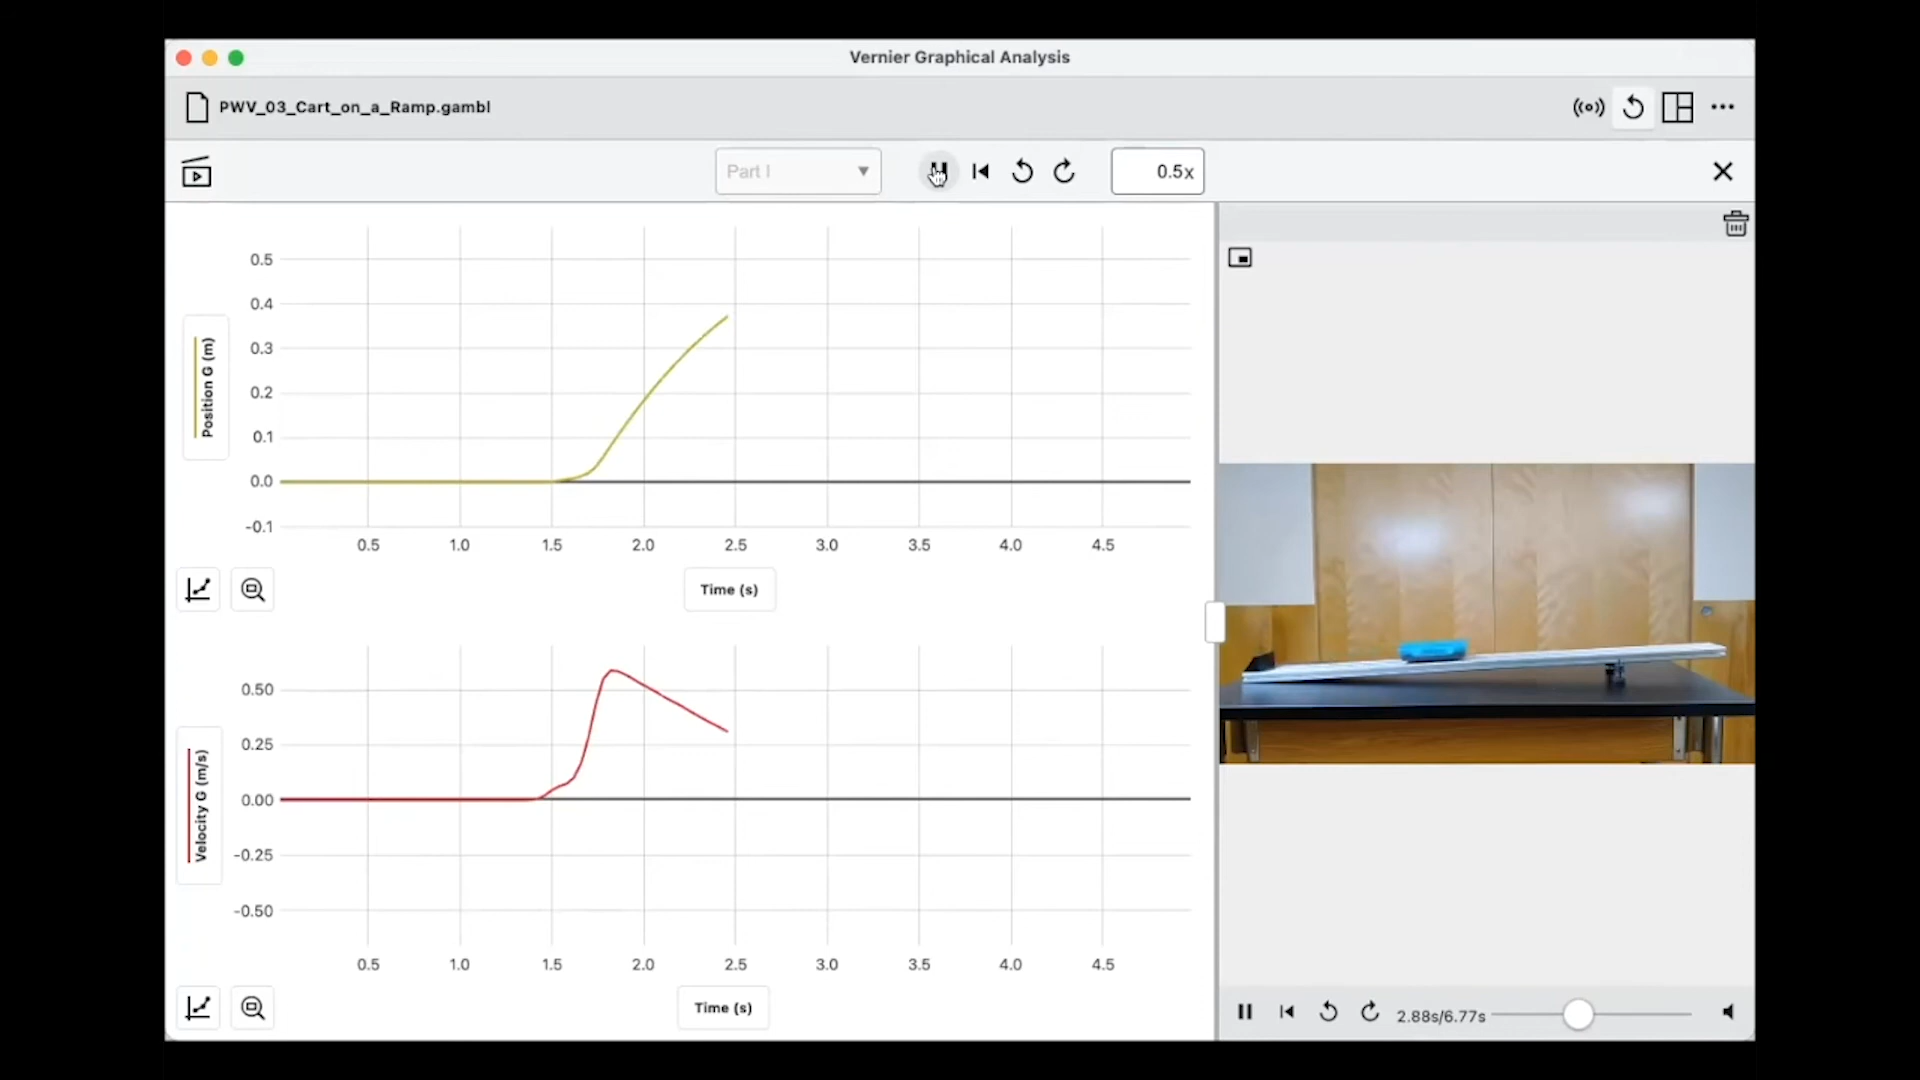 Vernier Graphical Analysis
PWV_03_Cart_on_a_Ramp.gambl
Part I
0.5x
0.5
0.4
0.3
0.2
0.1
0.0
-0.1
Position G (m)
0.5 1.0 1.5 2.0 2.5 3.0 3.5 4.0 4.5
Time (s)
0.50
0.25
0.00
-0.25
-0.50
Velocity G (m/s)
0.5 1.0 1.5 2.0 2.5 3.0 3.5 4.0 4.5
Time (s)
2.88s/6.77s